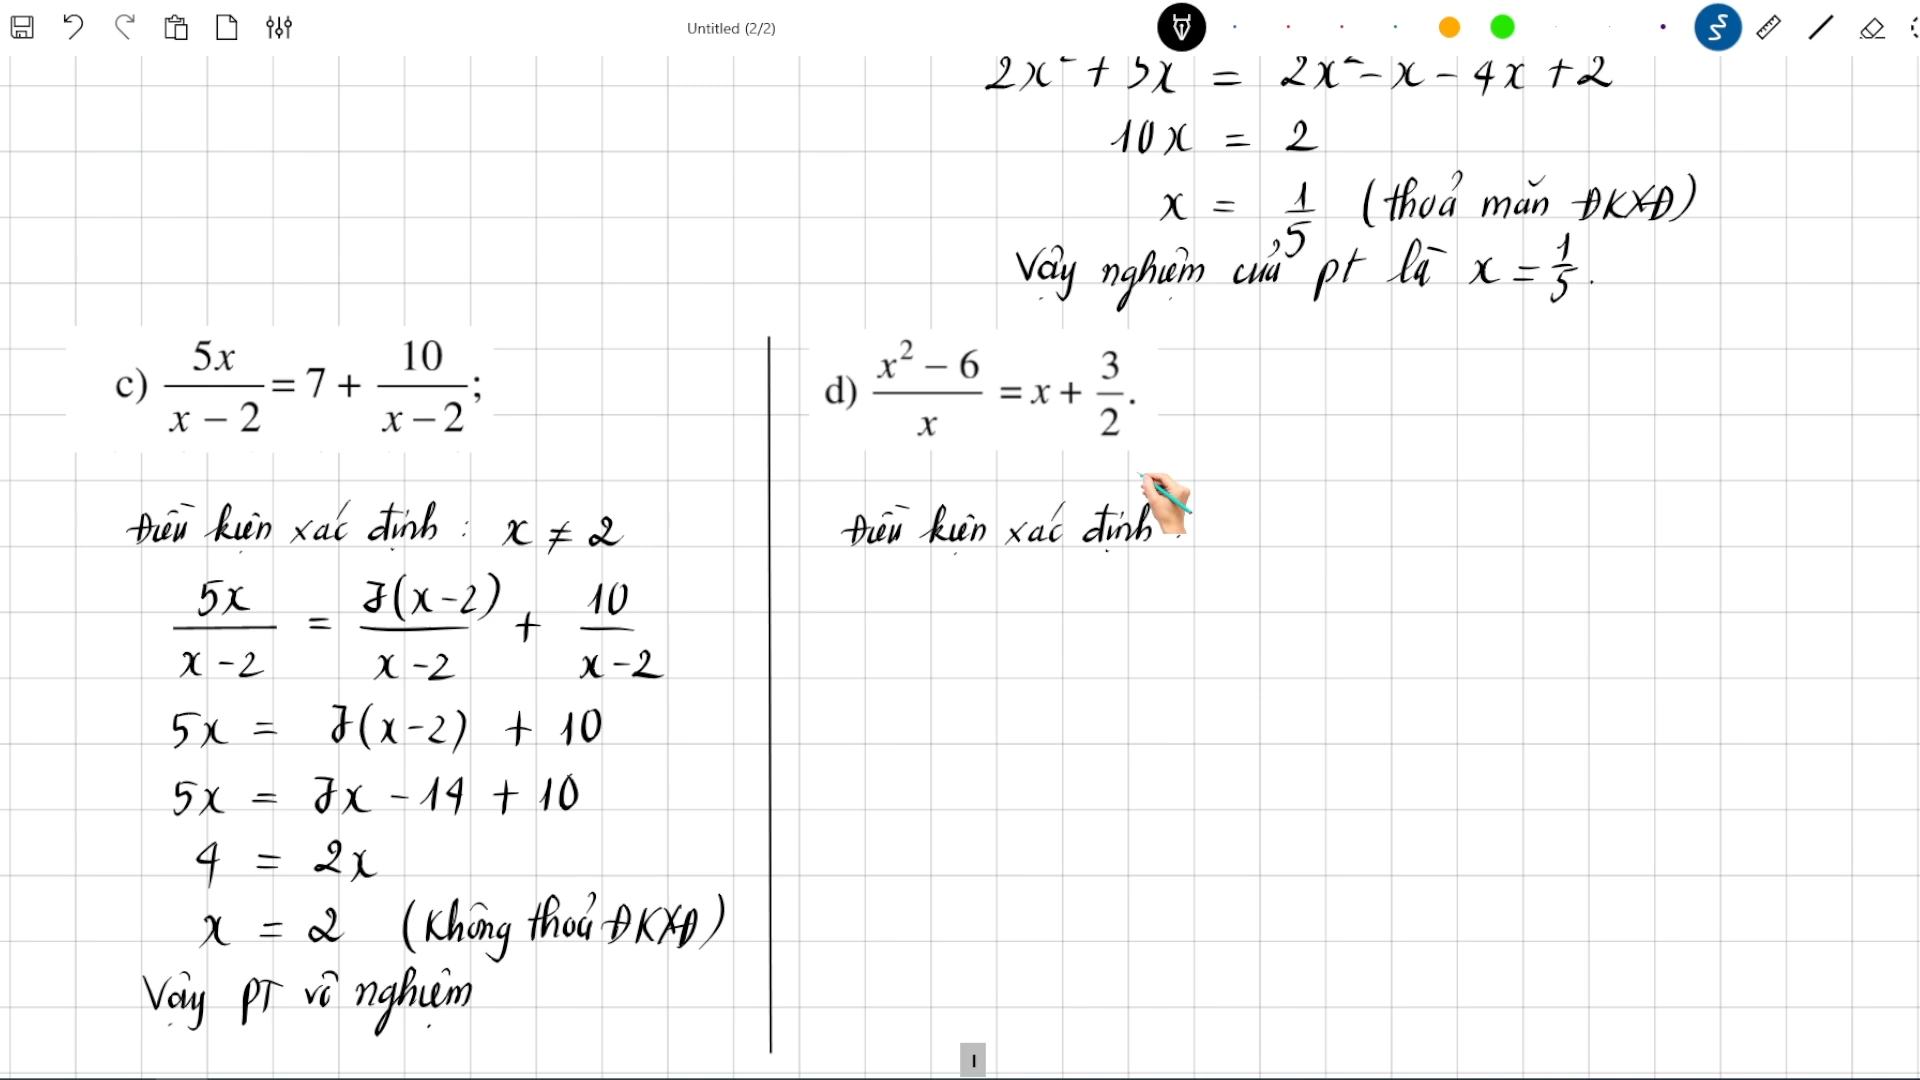 Untitled (2/2)
2x² + 5x = 2x² - x - 4x + 2
10x = 2
x = 1/5 (thoả mãn ĐKXĐ)
Vậy nghiệm của pt là x = 1/5.
c) 5x/(x - 2) = 7 + 10/(x - 2);
Điều kiện xác định : x ≠ 2
5x/(x-2) = 7(x-2)/(x-2) + 10/(x-2)
5x = 7(x-2) + 10
5x = 7x - 14 + 10
4 = 2x
x = 2 (không thoả ĐKXĐ)
Vậy PT vô nghiệm
d) (x² - 6)/x = x + 3/2.
Điều kiện xác định :